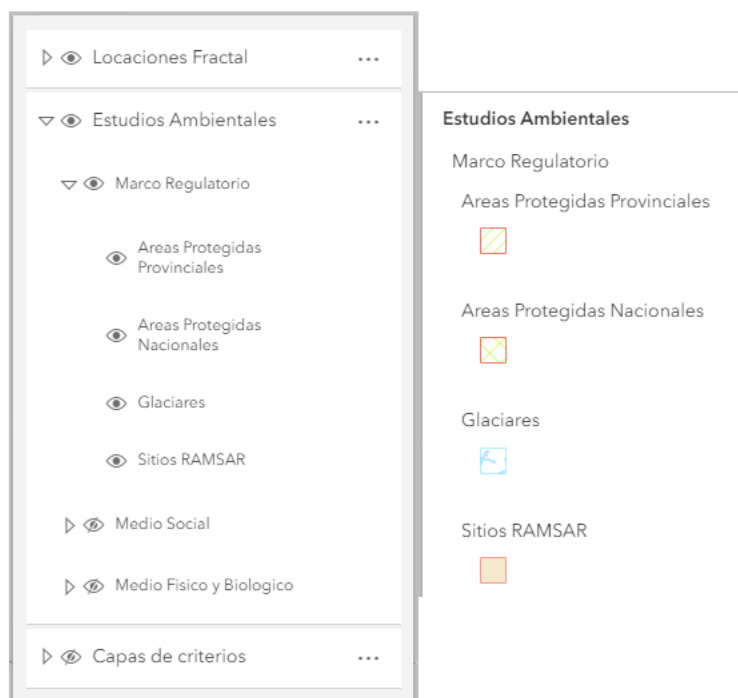 Locaciones Fractal
Estudios Ambientales
Marco Regulatorio
Areas Protegidas
Provinciales
Areas Protegidas
Nacionales
Glaciares
Sitios RAMSAR
Medio Social
Medio Fisico y Biologico
Capas de criterios
Estudios Ambientales
Marco Regulatorio
Areas Protegidas Provinciales
Areas Protegidas Nacionales
Glaciares
Sitios RAMSAR